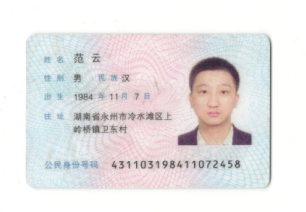 姓名 范云
性别 男 民族 汉
出生 1984 年 11 月 7 日
住址 湖南省永州市冷水滩区上
岭桥镇卫东村
公民身份号码 431103198411072458